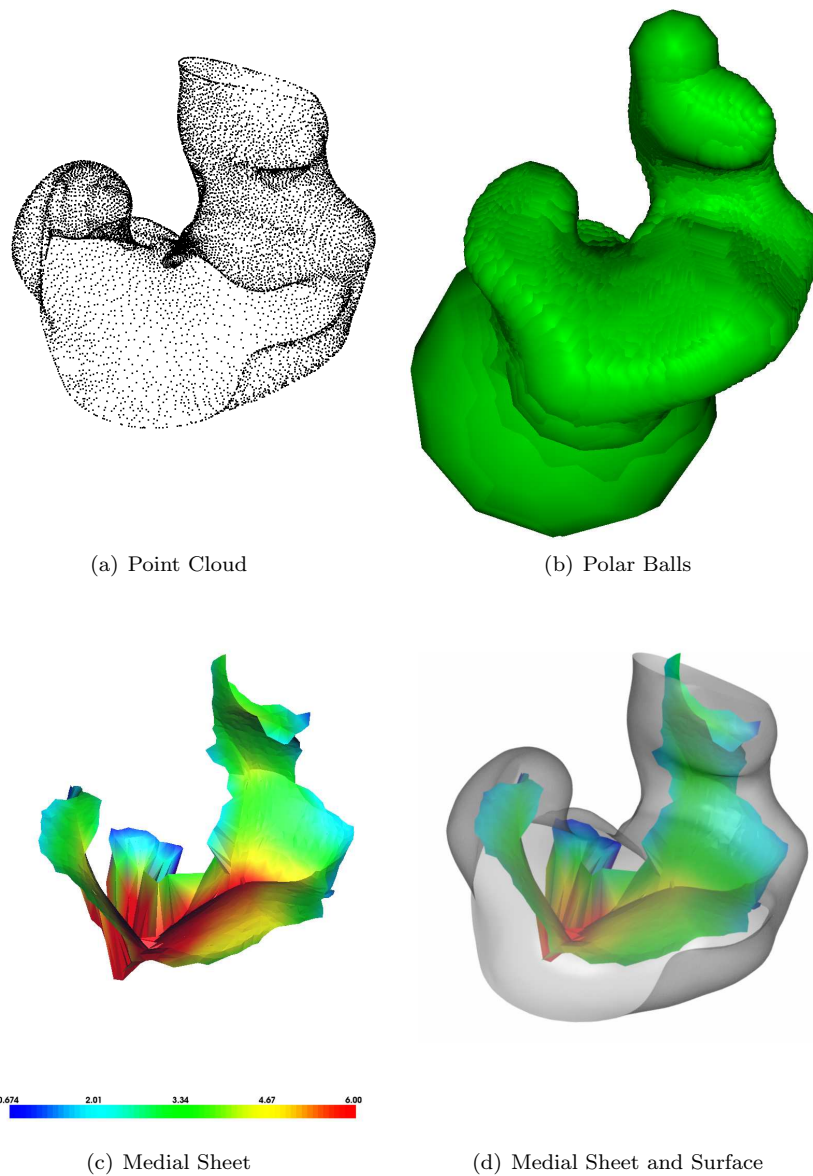 (a) Point Cloud
(b) Polar Balls
0.674 2.01 3.34 4.67 6.00
(c) Medial Sheet
(d) Medial Sheet and Surface